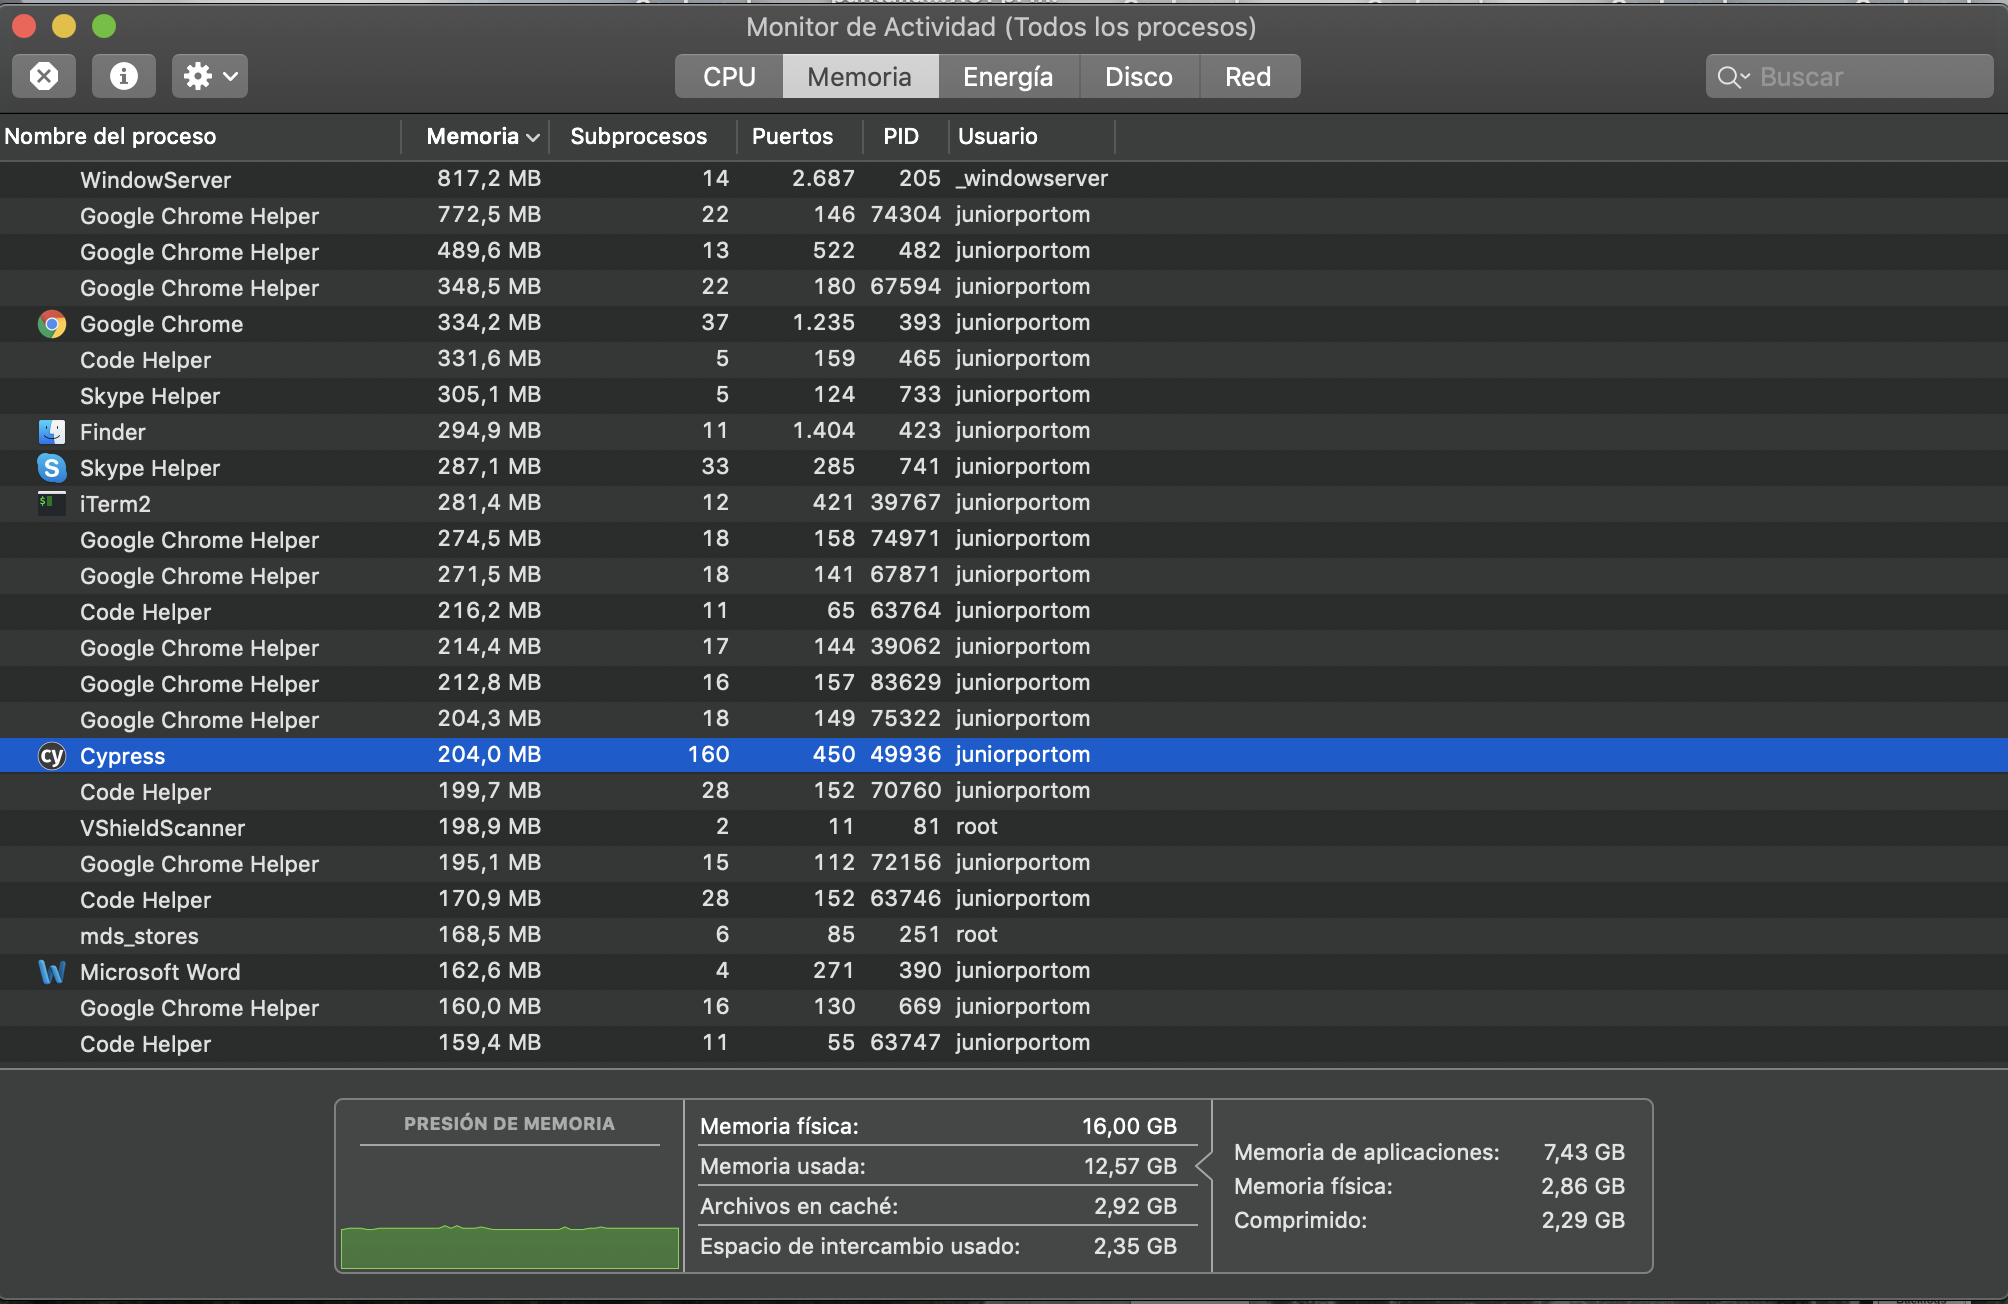 Monitor de Actividad (Todos los procesos)
CPU Memoria Energía Disco Red Buscar
Nombre del proceso Memoria Subprocesos Puertos PID Usuario
WindowServer 817,2 MB 14 2.687 205 _windowserver
Google Chrome Helper 772,5 MB 22 146 74304 juniorportom
Google Chrome Helper 489,6 MB 13 522 482 juniorportom
Google Chrome Helper 348,5 MB 22 180 67594 juniorportom
Google Chrome 334,2 MB 37 1.235 393 juniorportom
Code Helper 331,6 MB 5 159 465 juniorportom
Skype Helper 305,1 MB 5 124 733 juniorportom
Finder 294,9 MB 11 1.404 423 juniorportom
S Skype Helper 287,1 MB 33 285 741 juniorportom
iTerm2 281,4 MB 12 421 39767 juniorportom
Google Chrome Helper 274,5 MB 18 158 74971 juniorportom
Google Chrome Helper 271,5 MB 18 141 67871 juniorportom
Code Helper 216,2 MB 11 65 63764 juniorportom
Google Chrome Helper 214,4 MB 17 144 39062 juniorportom
Google Chrome Helper 212,8 MB 16 157 83629 juniorportom
Google Chrome Helper 204,3 MB 18 149 75322 juniorportom
cy Cypress 204,0 MB 160 450 49936 juniorportom
Code Helper 199,7 MB 28 152 70760 juniorportom
VShieldScanner 198,9 MB 2 11 81 root
Google Chrome Helper 195,1 MB 15 112 72156 juniorportom
Code Helper 170,9 MB 28 152 63746 juniorportom
mds_stores 168,5 MB 6 85 251 root
Microsoft Word 162,6 MB 4 271 390 juniorportom
Google Chrome Helper 160,0 MB 16 130 669 juniorportom
Code Helper 159,4 MB 11 55 63747 juniorportom
PRESIÓN DE MEMORIA
Memoria física: 16,00 GB
Memoria usada: 12,57 GB
Archivos en caché: 2,92 GB
Espacio de intercambio usado: 2,35 GB
Memoria de aplicaciones: 7,43 GB
Memoria física: 2,86 GB
Comprimido: 2,29 GB